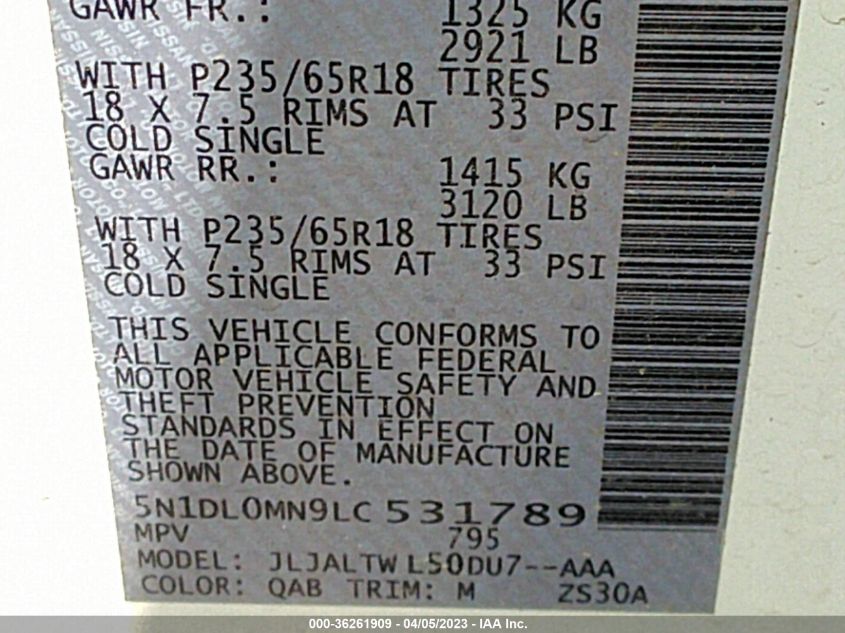 GAWR FR.: 1325 KG
2921 LB
WITH P235/65R18 TIRES
18 X 7.5 RIMS AT 33 PSI
COLD SINGLE
GAWR RR.: 1415 KG
3120 LB
WITH P235/65R18 TIRES
18 X 7.5 RIMS AT 33 PSI
COLD SINGLE
THIS VEHICLE CONFORMS TO
ALL APPLICABLE FEDERAL
MOTOR VEHICLE SAFETY AND
THEFT PREVENTION
STANDARDS IN EFFECT ON
THE DATE OF MANUFACTURE
SHOWN ABOVE.
5N1DL0MN9LC531789
MPV 795
MODEL: JLJALTWL50DU7--AAA
COLOR: QAB TRIM: M ZS30A
000-36261909 - 04/05/2023 - IAA Inc.